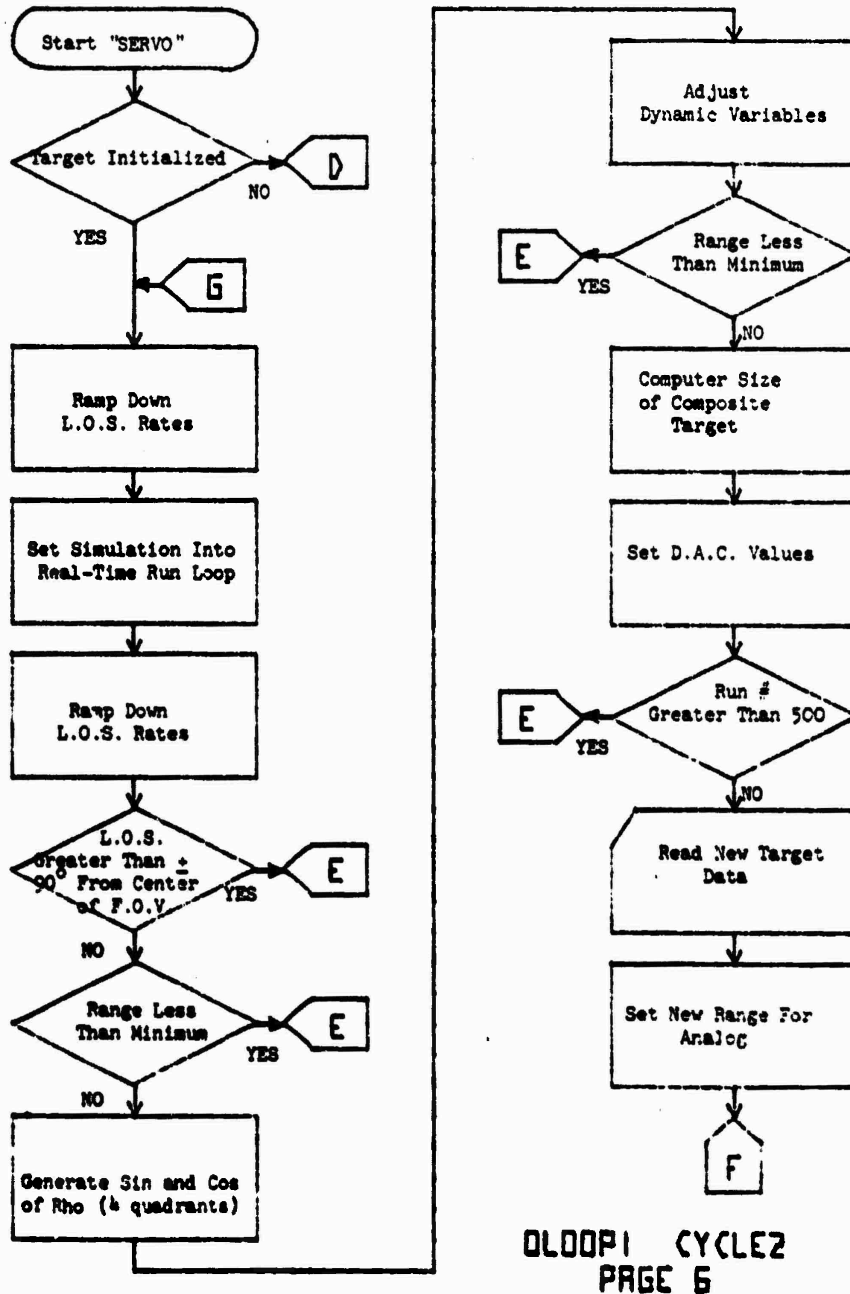 Start "SERVO"
Target Initialized
NO
D
YES
G
Ramp Down
L.O.S. Rates
Set Simulation Into
Real-Time Run Loop
Ramp Down
L.O.S. Rates
L.O.S.
Greater Than ±
90° From Center
of F.O.V.
YES
E
NO
Range Less
Than Minimum
YES
E
NO
Generate Sin and Cos
of Rho (4 quadrants)
Adjust
Dynamic Variables
Range Less
Than Minimum
E
YES
NO
Computer Size
of Composite
Target
Set D.A.C. Values
Run #
Greater Than 500
E
YES
NO
Read New Target
Data
Set New Range For
Analog
F
OLOOP1 CYCLE2
PAGE 6